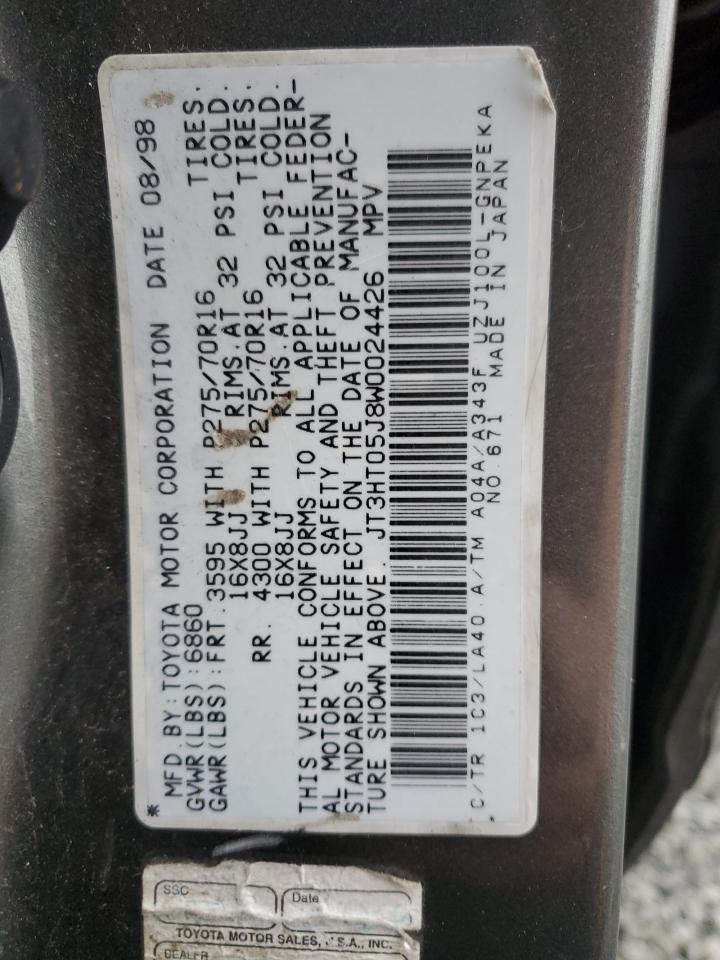 * MFD.BY:TOYOTA MOTOR CORPORATION DATE 08/98
GVWR(LBS):6860
GAWR(LBS):FRT.3595 WITH P275/70R16 TIRES.
16X8JJ RIMS.AT 32 PSI COLD.
RR. 4300 WITH P275/70R16 TIRES.
16X8JJ RIMS.AT 32 PSI COLD.
THIS VEHICLE CONFORMS TO ALL APPLICABLE FEDER-
AL MOTOR VEHICLE SAFETY AND THEFT PREVENTION
STANDARDS IN EFFECT ON THE DATE OF MANUFAC-
TURE SHOWN ABOVE. JT3HT05J8W0024426 MPV
C/TR 1C3/LA40 A/TM A04A/A343F UZJ100L-GNPEKA
NO.671 MADE IN JAPAN
SSC Date
TOYOTA MOTOR SALES, U.S.A., INC.
DEALER